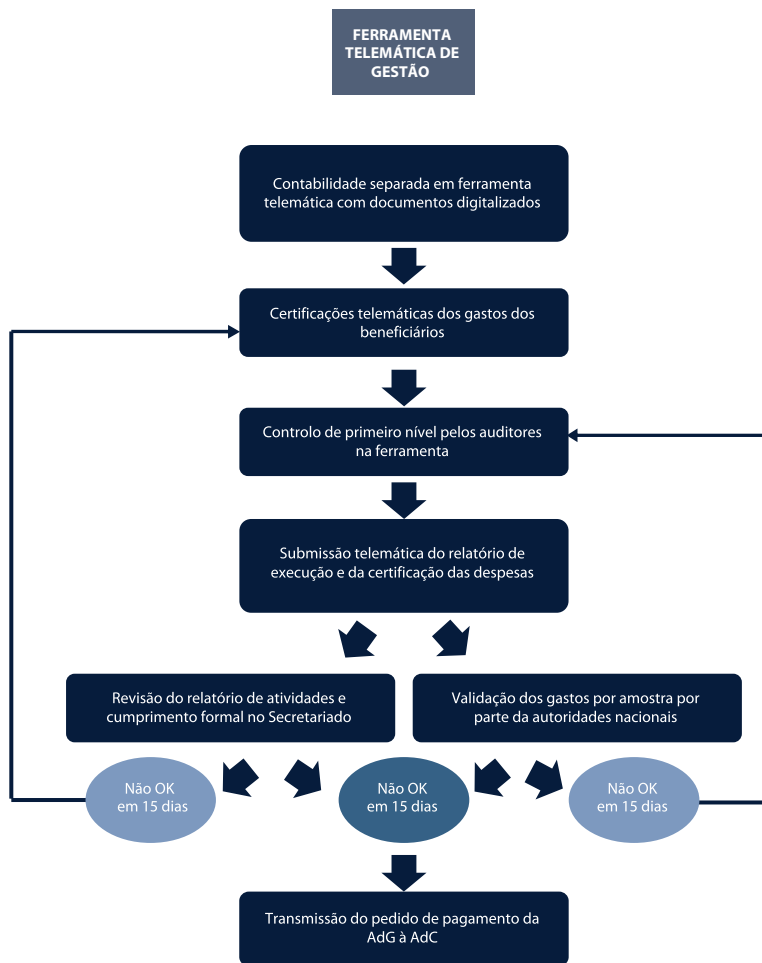 FERRAMENTA
TELEMÁTICA DE
GESTÃO
Contabilidade separada em ferramenta
telemática com documentos digitalizados
Certificações telemáticas dos gastos dos
beneficiários
Controlo de primeiro nível pelos auditores
na ferramenta
Submissão telemática do relatório de
execução e da certificação das despesas
Revisão do relatório de atividades e
cumprimento formal no Secretariado
Validação dos gastos por amostra por
parte da autoridades nacionais
Não OK
em 15 dias
Não OK
em 15 dias
Não OK
em 15 dias
Transmissão do pedido de pagamento da
AdG à AdC